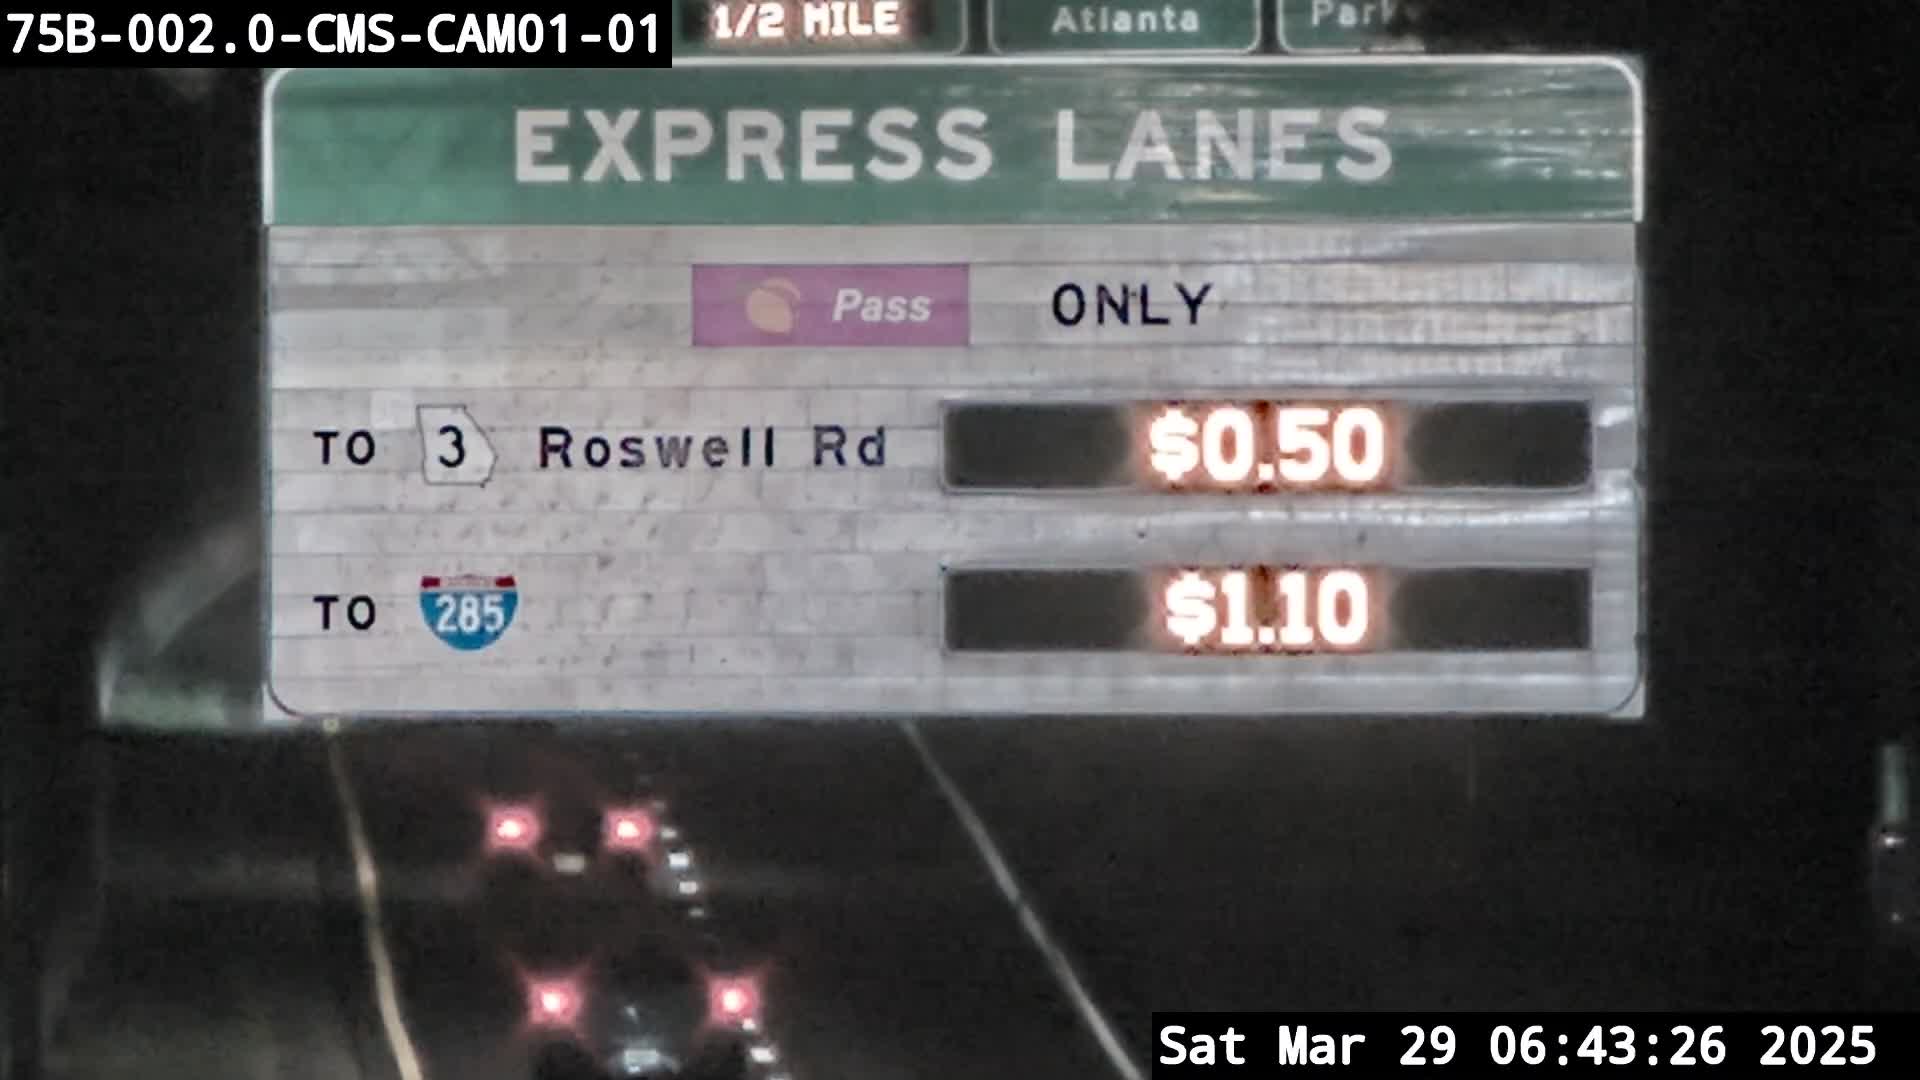 75B-002.0-CMS-CAM01-01
1/2 MILE
Atlanta
EXPRESS LANES
Pass ONLY
TO 3 Roswell Rd $0.50
TO 285 $1.10
Sat Mar 29 06:43:26 2025